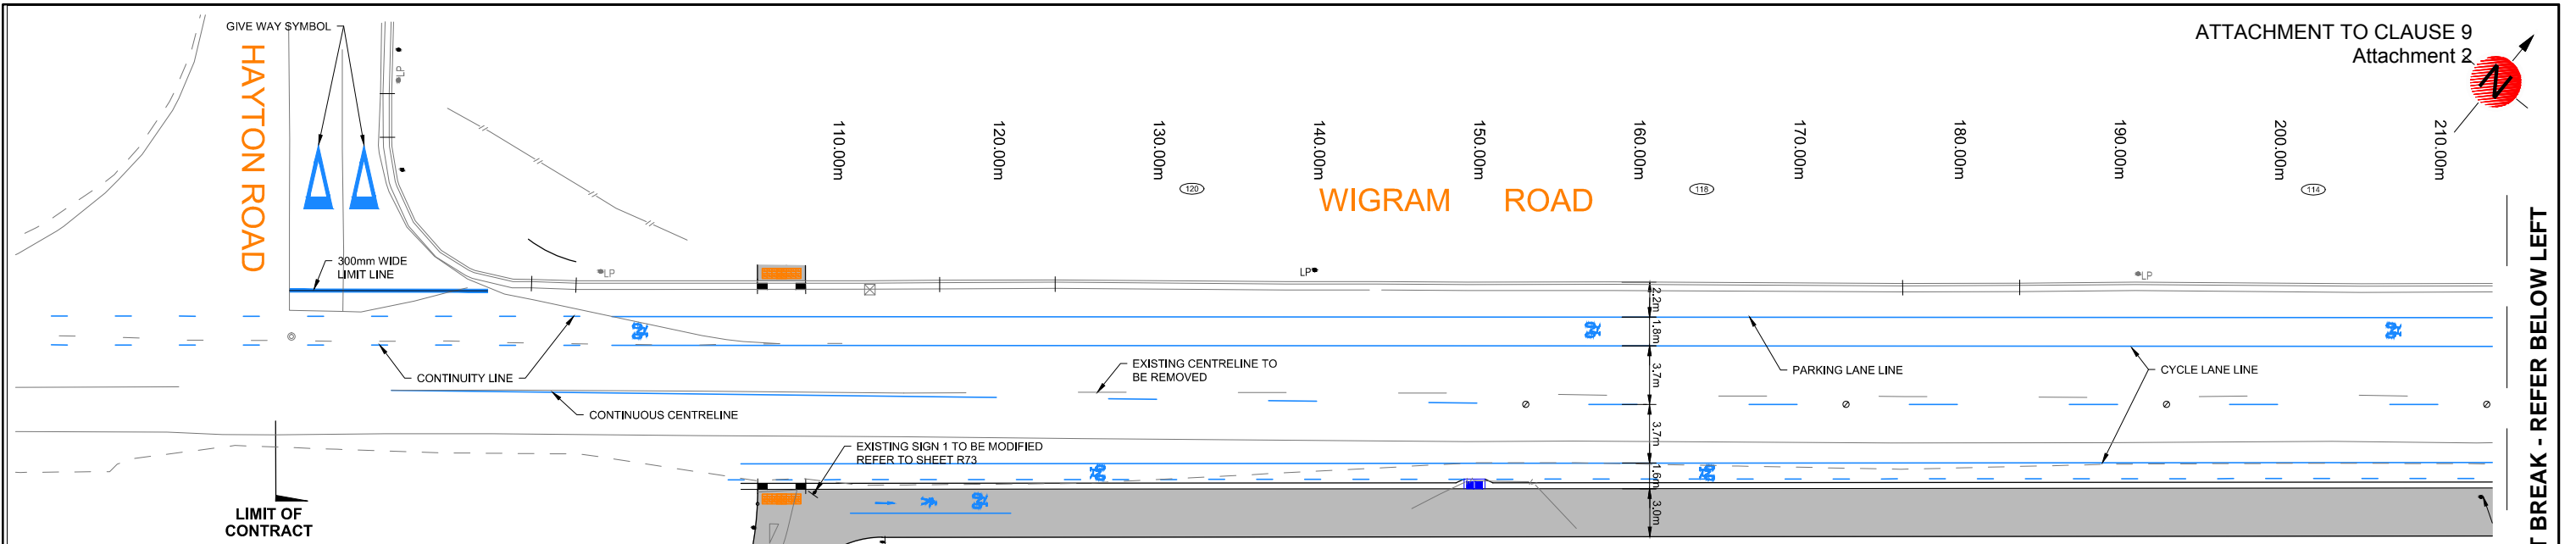 GIVE WAY SYMBOL
HAYTON ROAD
ATTACHMENT TO CLAUSE 9
Attachment 2
N
LP
110.00m
120.00m
130.00m
140.00m
150.00m
160.00m
170.00m
180.00m
190.00m
200.00m
210.00m
120
118
114
WIGRAM ROAD
300mm WIDE
LIMIT LINE
LP
LP
LP
2.2m
1.8m
3.7m
3.7m
1.6m
3.0m
CONTINUITY LINE
CONTINUOUS CENTRELINE
EXISTING CENTRELINE TO
BE REMOVED
PARKING LANE LINE
CYCLE LANE LINE
EXISTING SIGN 1 TO BE MODIFIED
REFER TO SHEET R73
LIMIT OF
CONTRACT
T BREAK - REFER BELOW LEFT